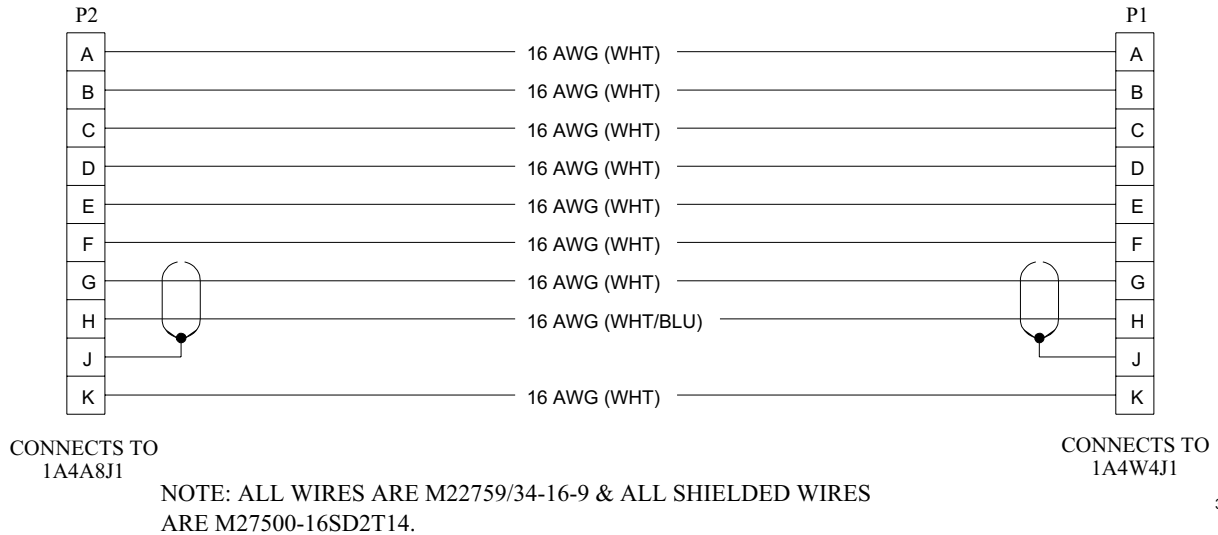 P2 P1
A 16 AWG (WHT) A
B 16 AWG (WHT) B
C 16 AWG (WHT) C
D 16 AWG (WHT) D
E 16 AWG (WHT) E
F 16 AWG (WHT) F
G 16 AWG (WHT) G
H 16 AWG (WHT/BLU) H
J J
K 16 AWG (WHT) K
CONNECTS TO CONNECTS TO
1A4A8J1 1A4W4J1
NOTE: ALL WIRES ARE M22759/34-16-9 & ALL SHIELDED WIRES
ARE M27500-16SD2T14.